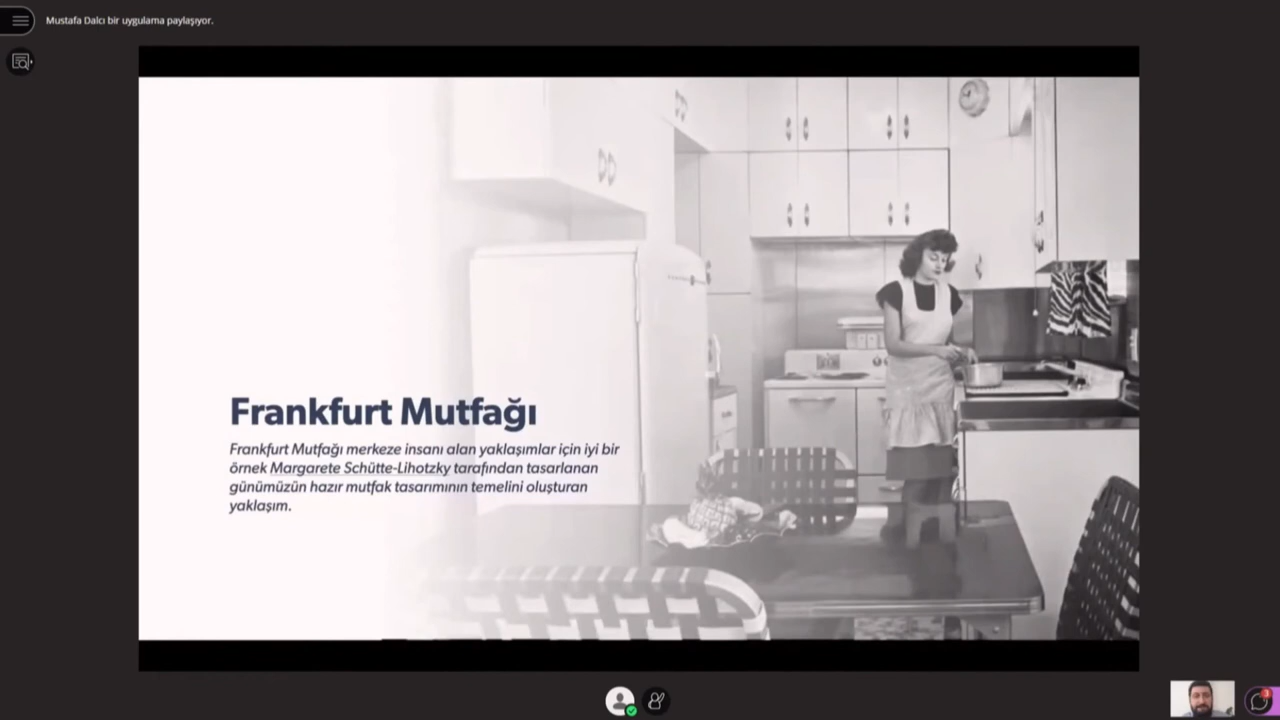 Mustafa Dalcı bir uygulama paylaşıyor.
Frankfurt Mutfağı
Frankfurt Mutfağı merkeze insanı alan yaklaşımlar için iyi bir
örnek Margarete Schütte-Lihotzky tarafından tasarlanan
günümüzün hazır mutfak tasarımının temelini oluşturan
yaklaşım.
3